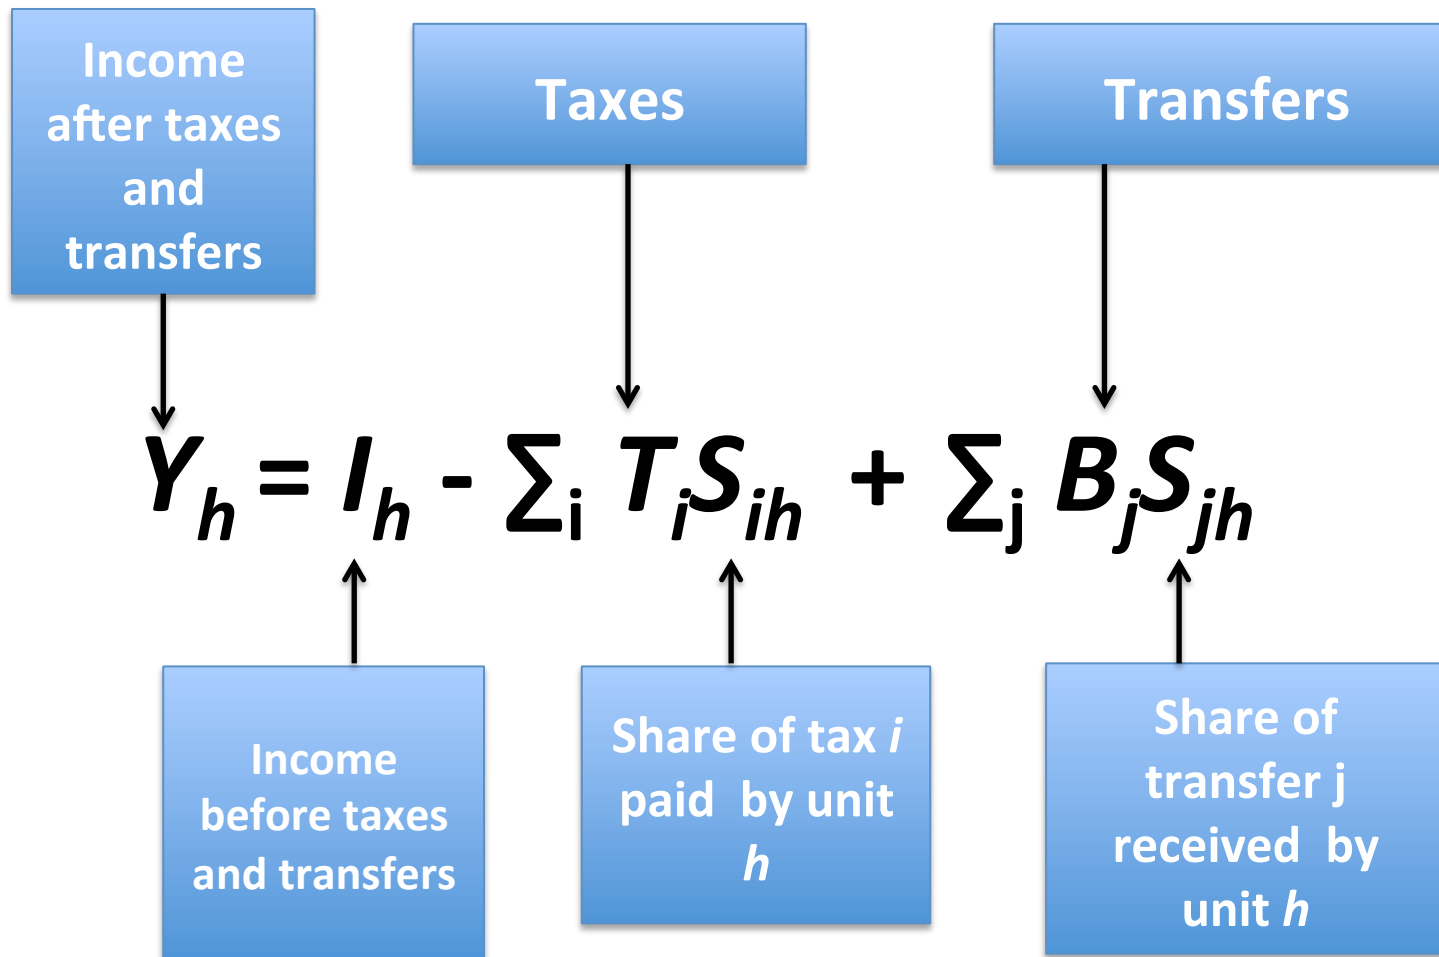 Income
after taxes
and
transfers
Taxes
Transfers
Yₕ = Iₕ - ∑ᵢ TᵢSᵢₕ + ∑ⱼ BⱼSⱼₕ
Income
before taxes
and transfers
Share of tax i
paid by unit
h
Share of
transfer j
received by
unit h